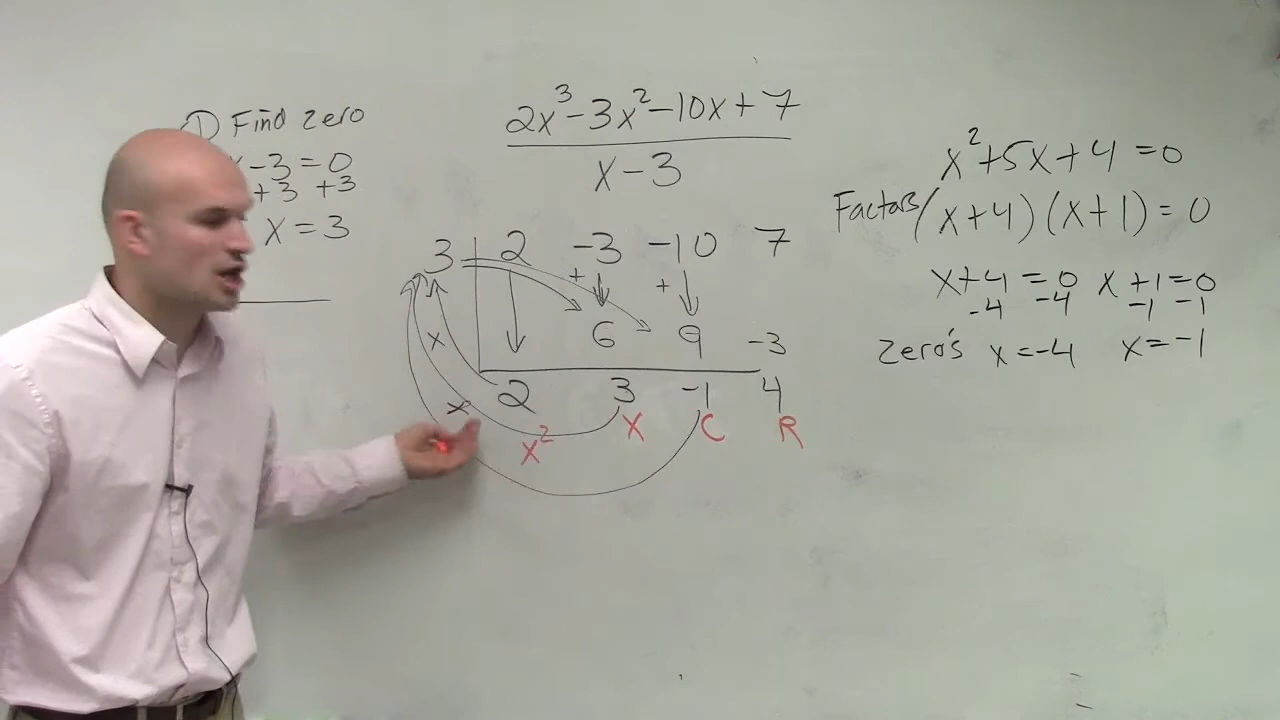 ① Find zero
x-3=0
+3 +3
x=3
2x³-3x²-10x+7
x-3
3 2 -3 -10 7
+ +
6 9 -3
x
2 3 -1 4
x
x² x C R
x²+5x+4=0
Factors (x+4)(x+1)=0
x+4=0 x+1=0
-4 -4 -1 -1
zero's x=-4 x=-1